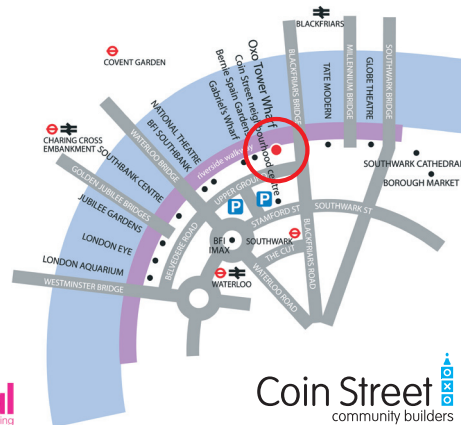 BLACKFRIARS
COVENT GARDEN
CHARING CROSS
EMBANKMENT
Oxo Tower Wharf
Coin Street neighbourhood centre
Bernie Spain Gardens
Gabriel's Wharf
NATIONAL THEATRE
BFI SOUTHBANK
SOUTHBANK CENTRE
JUBILEE GARDENS
LONDON EYE
LONDON AQUARIUM
WESTMINSTER BRIDGE
GOLDEN JUBILEE BRIDGES
WATERLOO BRIDGE
riverside walkway
BLACKFRIARS BRIDGE
TATE MODERN
MILLENNIUM BRIDGE
GLOBE THEATRE
SOUTHWARK BRIDGE
SOUTHWARK CATHEDRAL
BOROUGH MARKET
UPPER GROUND
P
P
STAMFORD ST
SOUTHWARK ST
BELVEDERE ROAD
BFI
IMAX
SOUTHWARK
THE CUT
BLACKFRIARS ROAD
WATERLOO ROAD
WATERLOO
Coin Street
OXO
community builders